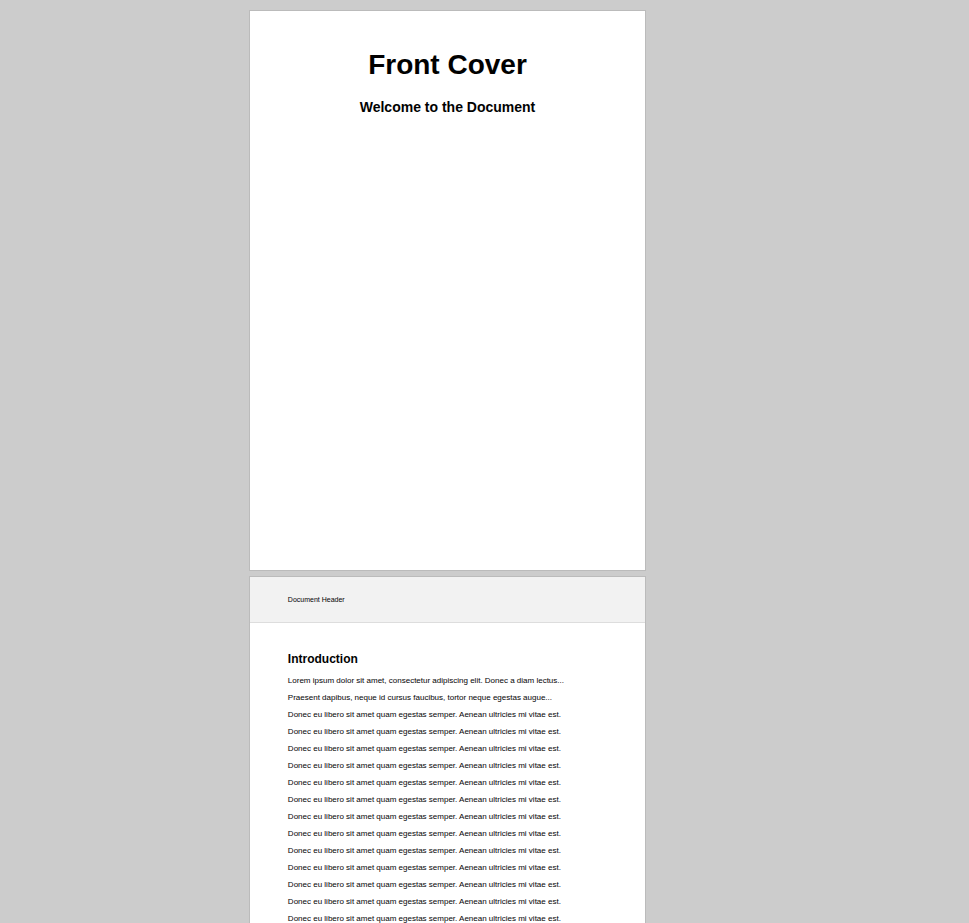 Front Cover
Welcome to the Document
Document Header
Introduction
Lorem ipsum dolor sit amet, consectetur adipiscing elit. Donec a diam lectus...
Praesent dapibus, neque id cursus faucibus, tortor neque egestas augue...
Donec eu libero sit amet quam egestas semper. Aenean ultricies mi vitae est.
Donec eu libero sit amet quam egestas semper. Aenean ultricies mi vitae est.
Donec eu libero sit amet quam egestas semper. Aenean ultricies mi vitae est.
Donec eu libero sit amet quam egestas semper. Aenean ultricies mi vitae est.
Donec eu libero sit amet quam egestas semper. Aenean ultricies mi vitae est.
Donec eu libero sit amet quam egestas semper. Aenean ultricies mi vitae est.
Donec eu libero sit amet quam egestas semper. Aenean ultricies mi vitae est.
Donec eu libero sit amet quam egestas semper. Aenean ultricies mi vitae est.
Donec eu libero sit amet quam egestas semper. Aenean ultricies mi vitae est.
Donec eu libero sit amet quam egestas semper. Aenean ultricies mi vitae est.
Donec eu libero sit amet quam egestas semper. Aenean ultricies mi vitae est.
Donec eu libero sit amet quam egestas semper. Aenean ultricies mi vitae est.
Donec eu libero sit amet quam egestas semper. Aenean ultricies mi vitae est.